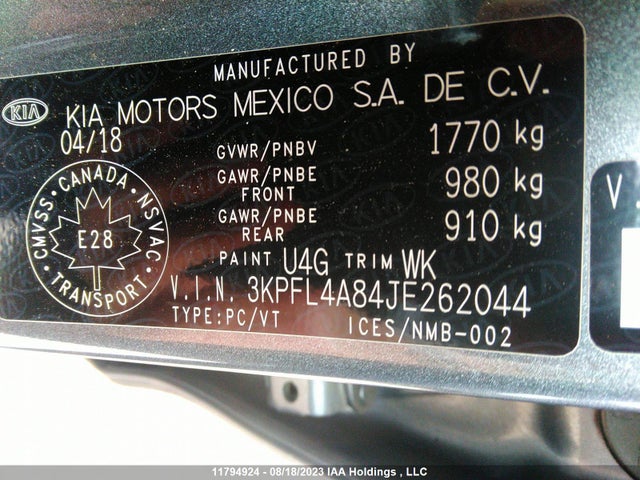 MANUFACTURED BY
KIA KIA MOTORS MEXICO S.A. DE C.V.
04/18
GVWR/PNBV 1770 kg
GAWR/PNBE FRONT 980 kg
GAWR/PNBE REAR 910 kg
PAINT U4G TRIM WK
V.I.N. 3KPFL4A84JE262044
TYPE:PC/VT ICES/NMB-002
CANADA
CMVSS · NSVAC
E28
TRANSPORT
V.
11794924 - 08/18/2023 IAA Holdings , LLC